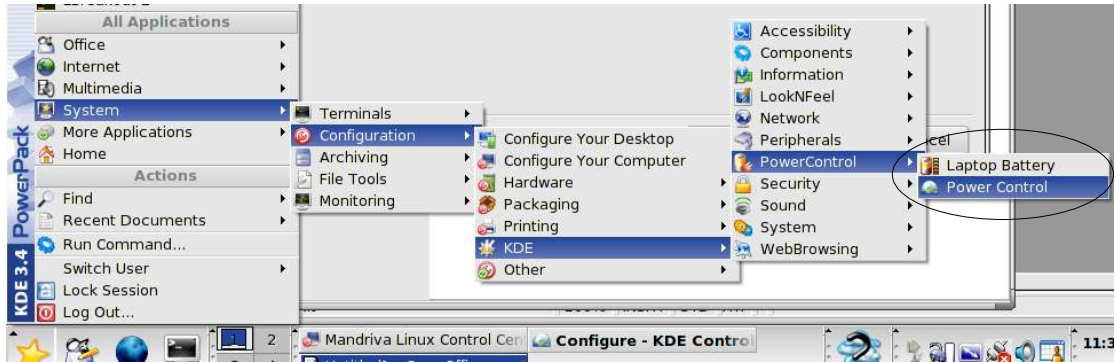 All Applications
Office
Internet
Multimedia
System
More Applications
Home
Actions
Find
Recent Documents
Run Command...
Switch User
Lock Session
Log Out...
KDE 3.4 PowerPack
Terminals
Configuration
Archiving
File Tools
Monitoring
Configure Your Desktop
Configure Your Computer
Hardware
Packaging
Printing
KDE
Other
Accessibility
Components
Information
LookNFeel
Network
Peripherals
PowerControl
Security
Sound
System
WebBrowsing
Laptop Battery
Power Control
1 2
Mandriva Linux Control Cen
Configure - KDE Control
11:3